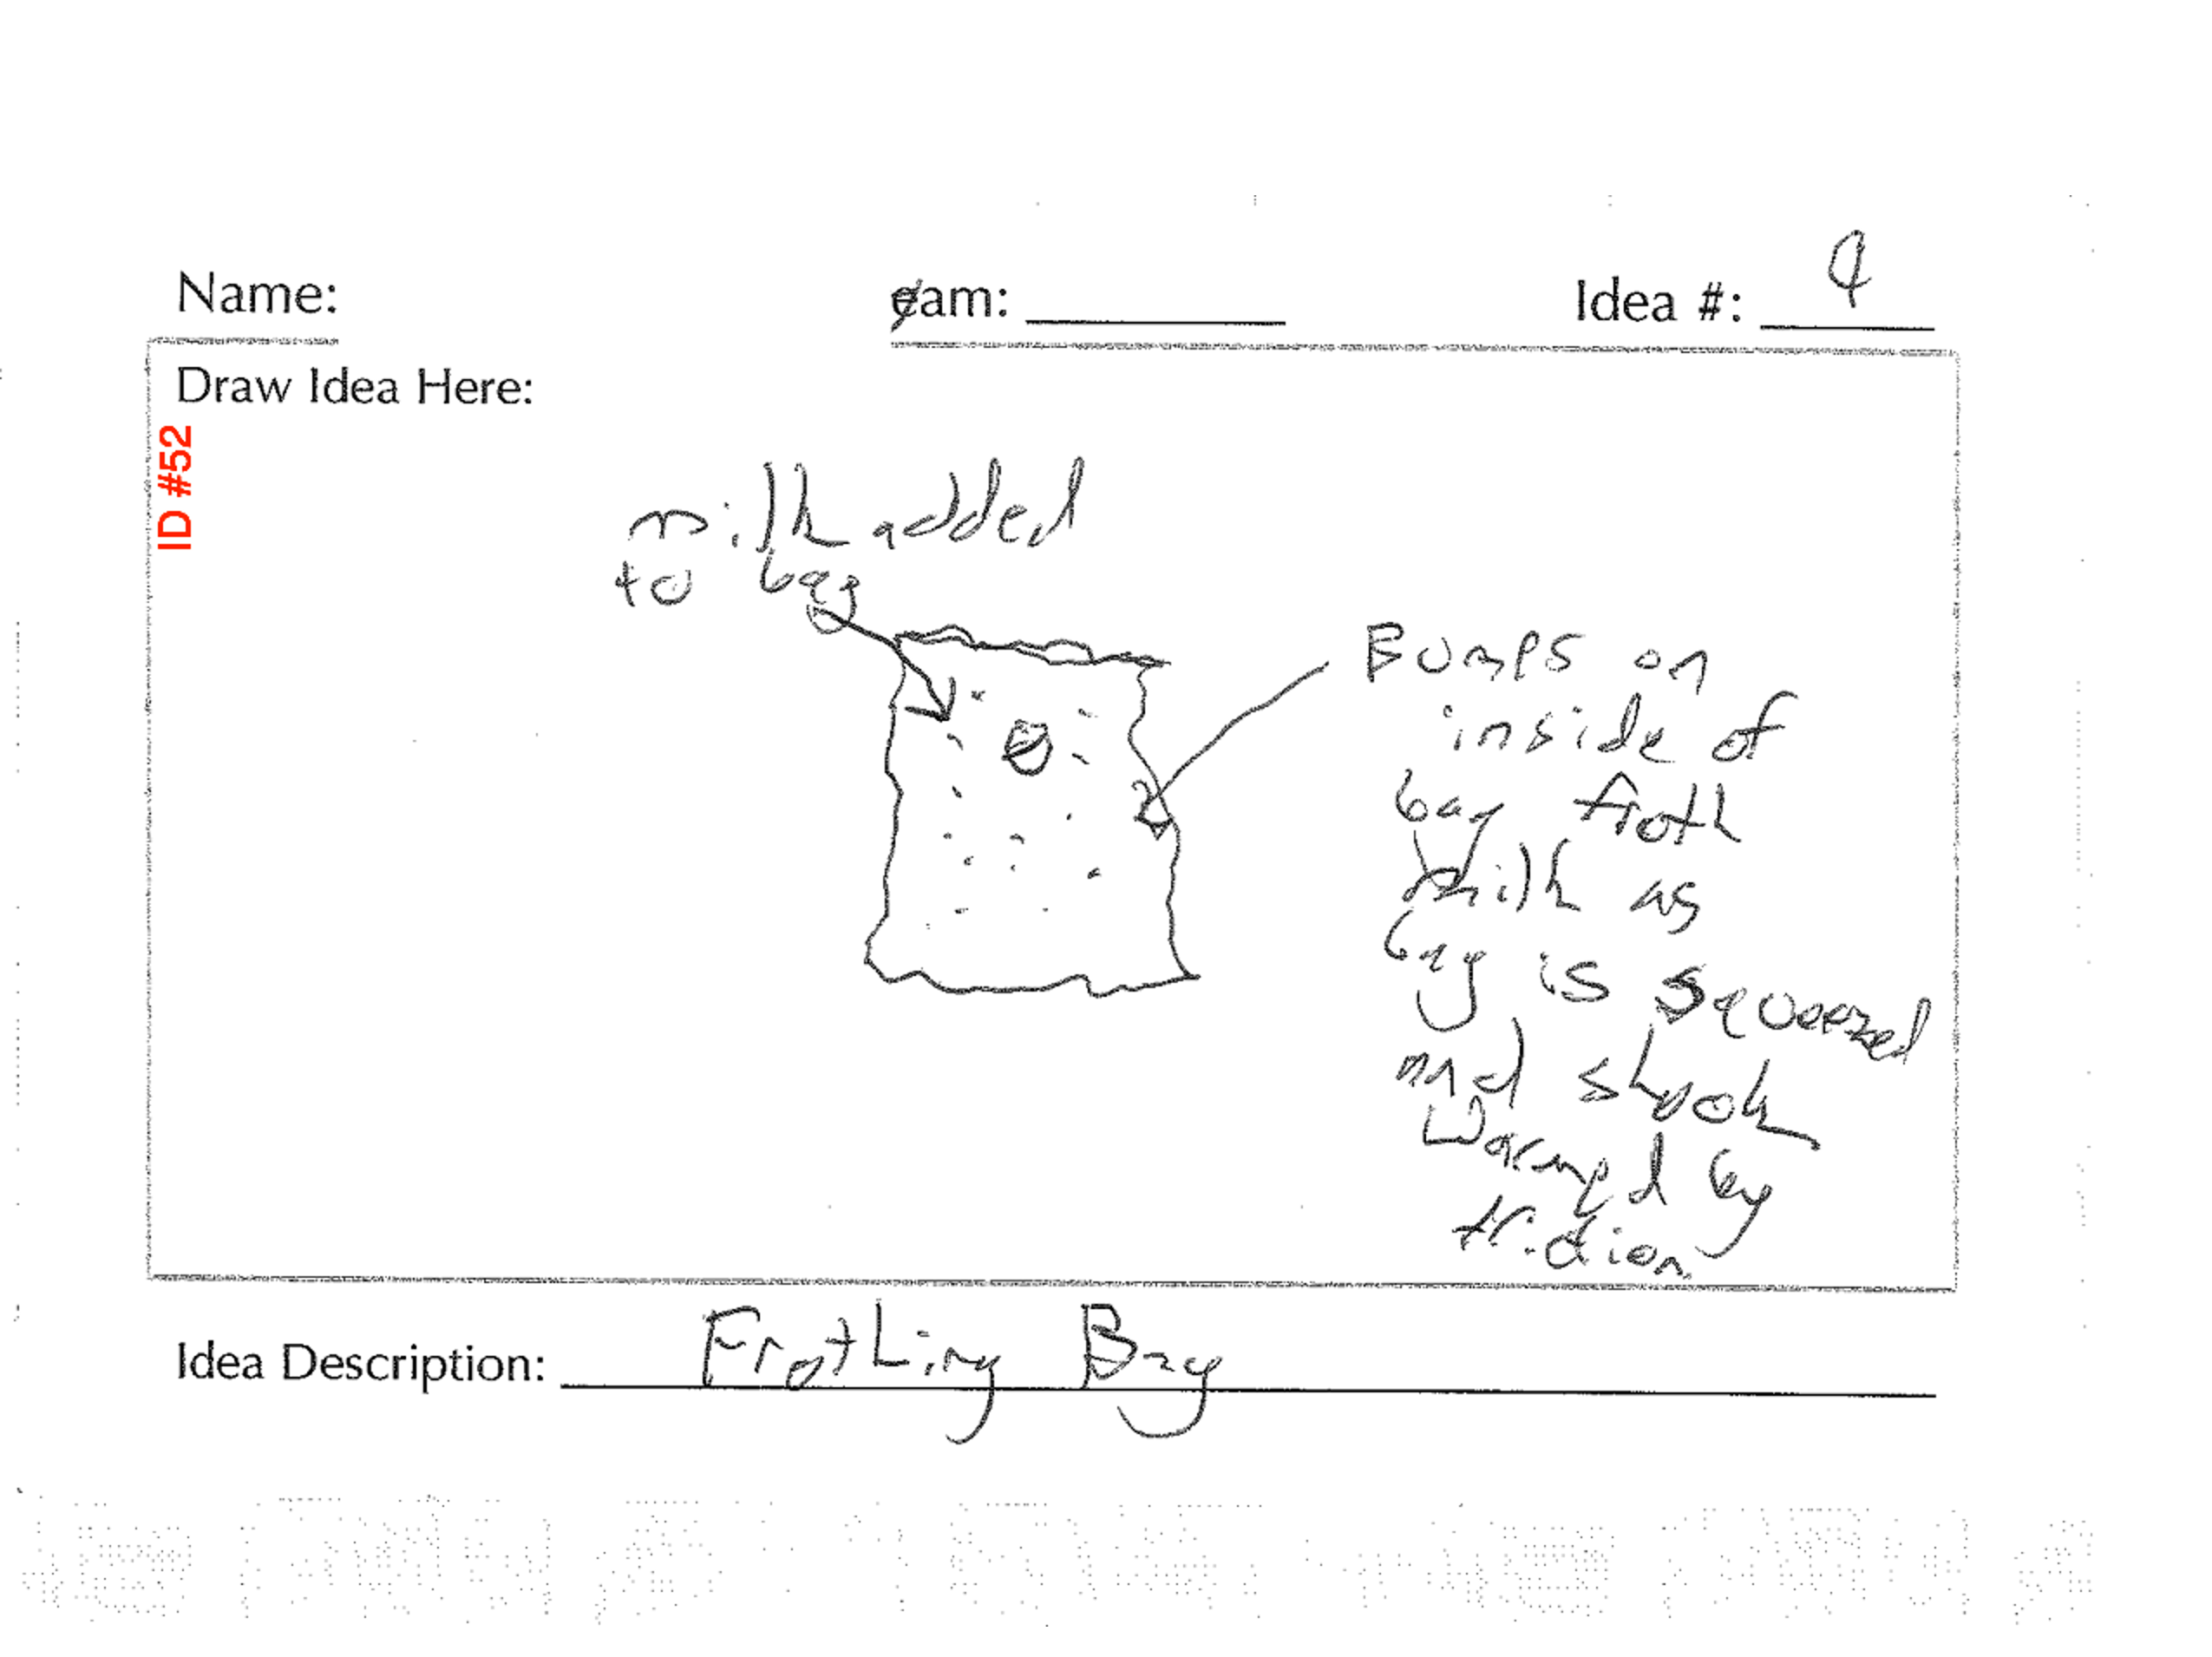 Name:
eam:
Idea #: 9
Draw Idea Here:
ID #52
milk added
to bag
Bumps on
inside of
bag froth
milk as
bag is squeezed
and shook
Warmed by
friction
Idea Description: Frothing Bag